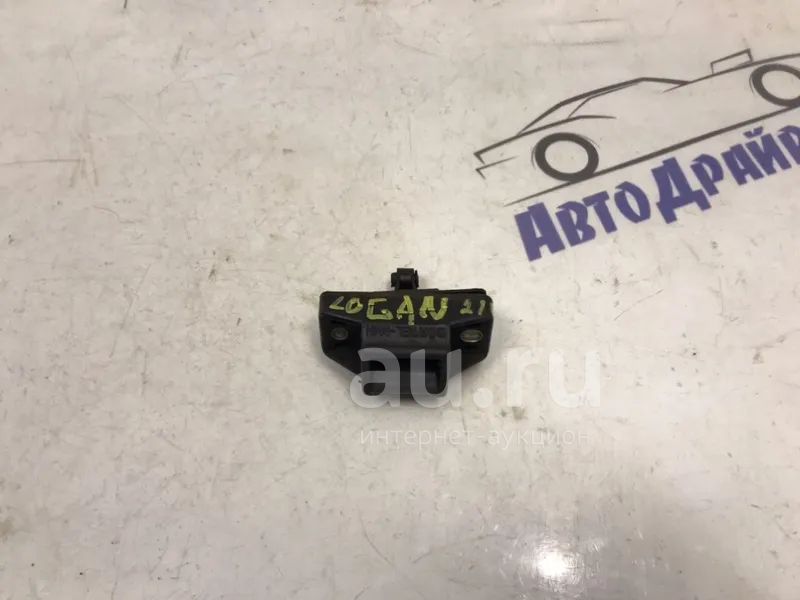 АвтоДрайв
LOGAN 21
au.ru
интернет-аукцион